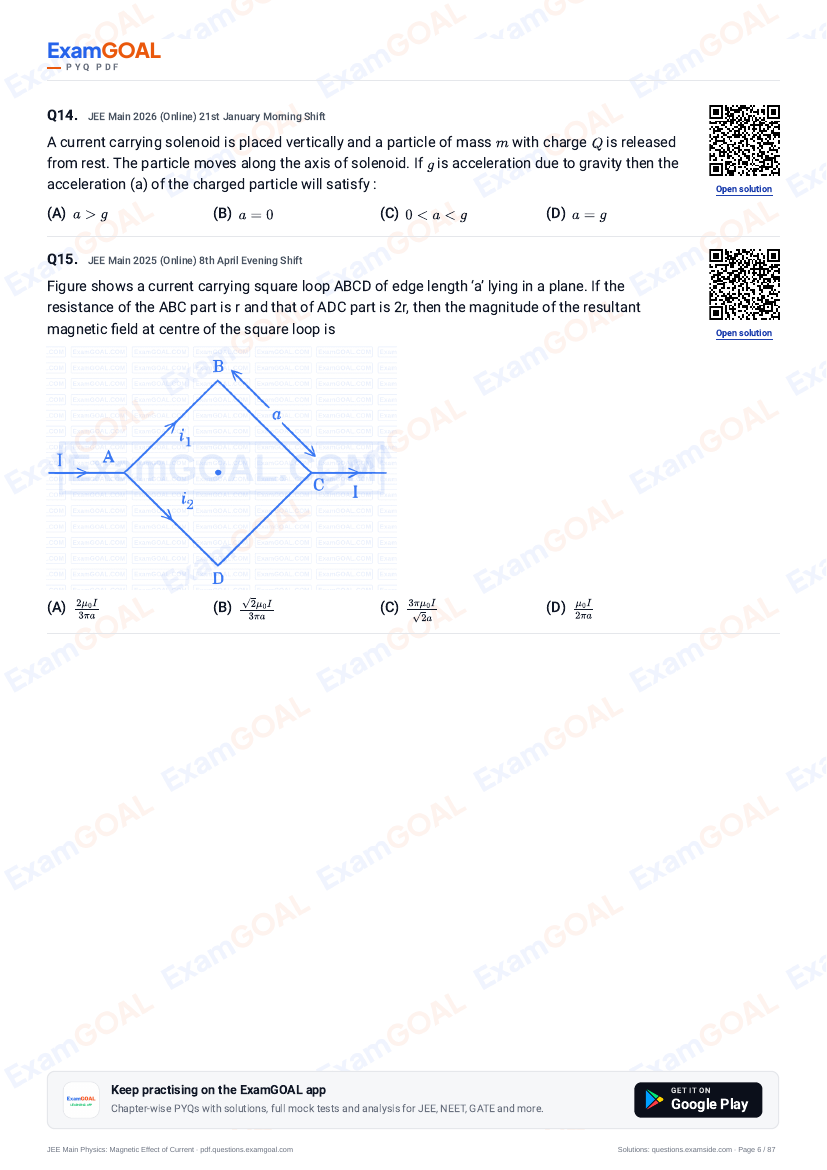 ExamGOAL
PYQ PDF
Q14. JEE Main 2026 (Online) 21st January Morning Shift
A current carrying solenoid is placed vertically and a particle of mass m with charge Q is released
from rest. The particle moves along the axis of solenoid. If g is acceleration due to gravity then the
acceleration (a) of the charged particle will satisfy :
Open solution
(A) a > g (B) a = 0 (C) 0 < a < g (D) a = g
Q15. JEE Main 2025 (Online) 8th April Evening Shift
Figure shows a current carrying square loop ABCD of edge length ‘a’ lying in a plane. If the
resistance of the ABC part is r and that of ADC part is 2r, then the magnitude of the resultant
magnetic field at centre of the square loop is
Open solution
B
a
i₁
I A
ExamGOAL.COM
C
I
i₂
D
(A) 2μ₀I/3πa (B) √2μ₀I/3πa (C) 3πμ₀I/√2a (D) μ₀I/2πa
Keep practising on the ExamGOAL app
Chapter-wise PYQs with solutions, full mock tests and analysis for JEE, NEET, GATE and more.
GET IT ON
Google Play
JEE Main Physics: Magnetic Effect of Current · pdf.questions.examgoal.com Solutions: questions.examside.com · Page 6 / 87